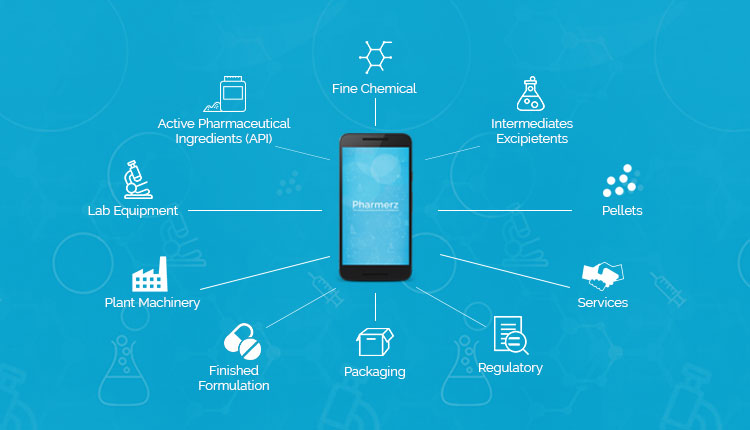 Fine Chemical
Active Pharmaceutical
Ingredients (API)
Intermediates
Excipietents
Lab Equipment
Pharmerz
Pellets
Plant Machinery
Services
Finished
Formulation
Packaging
Regulatory